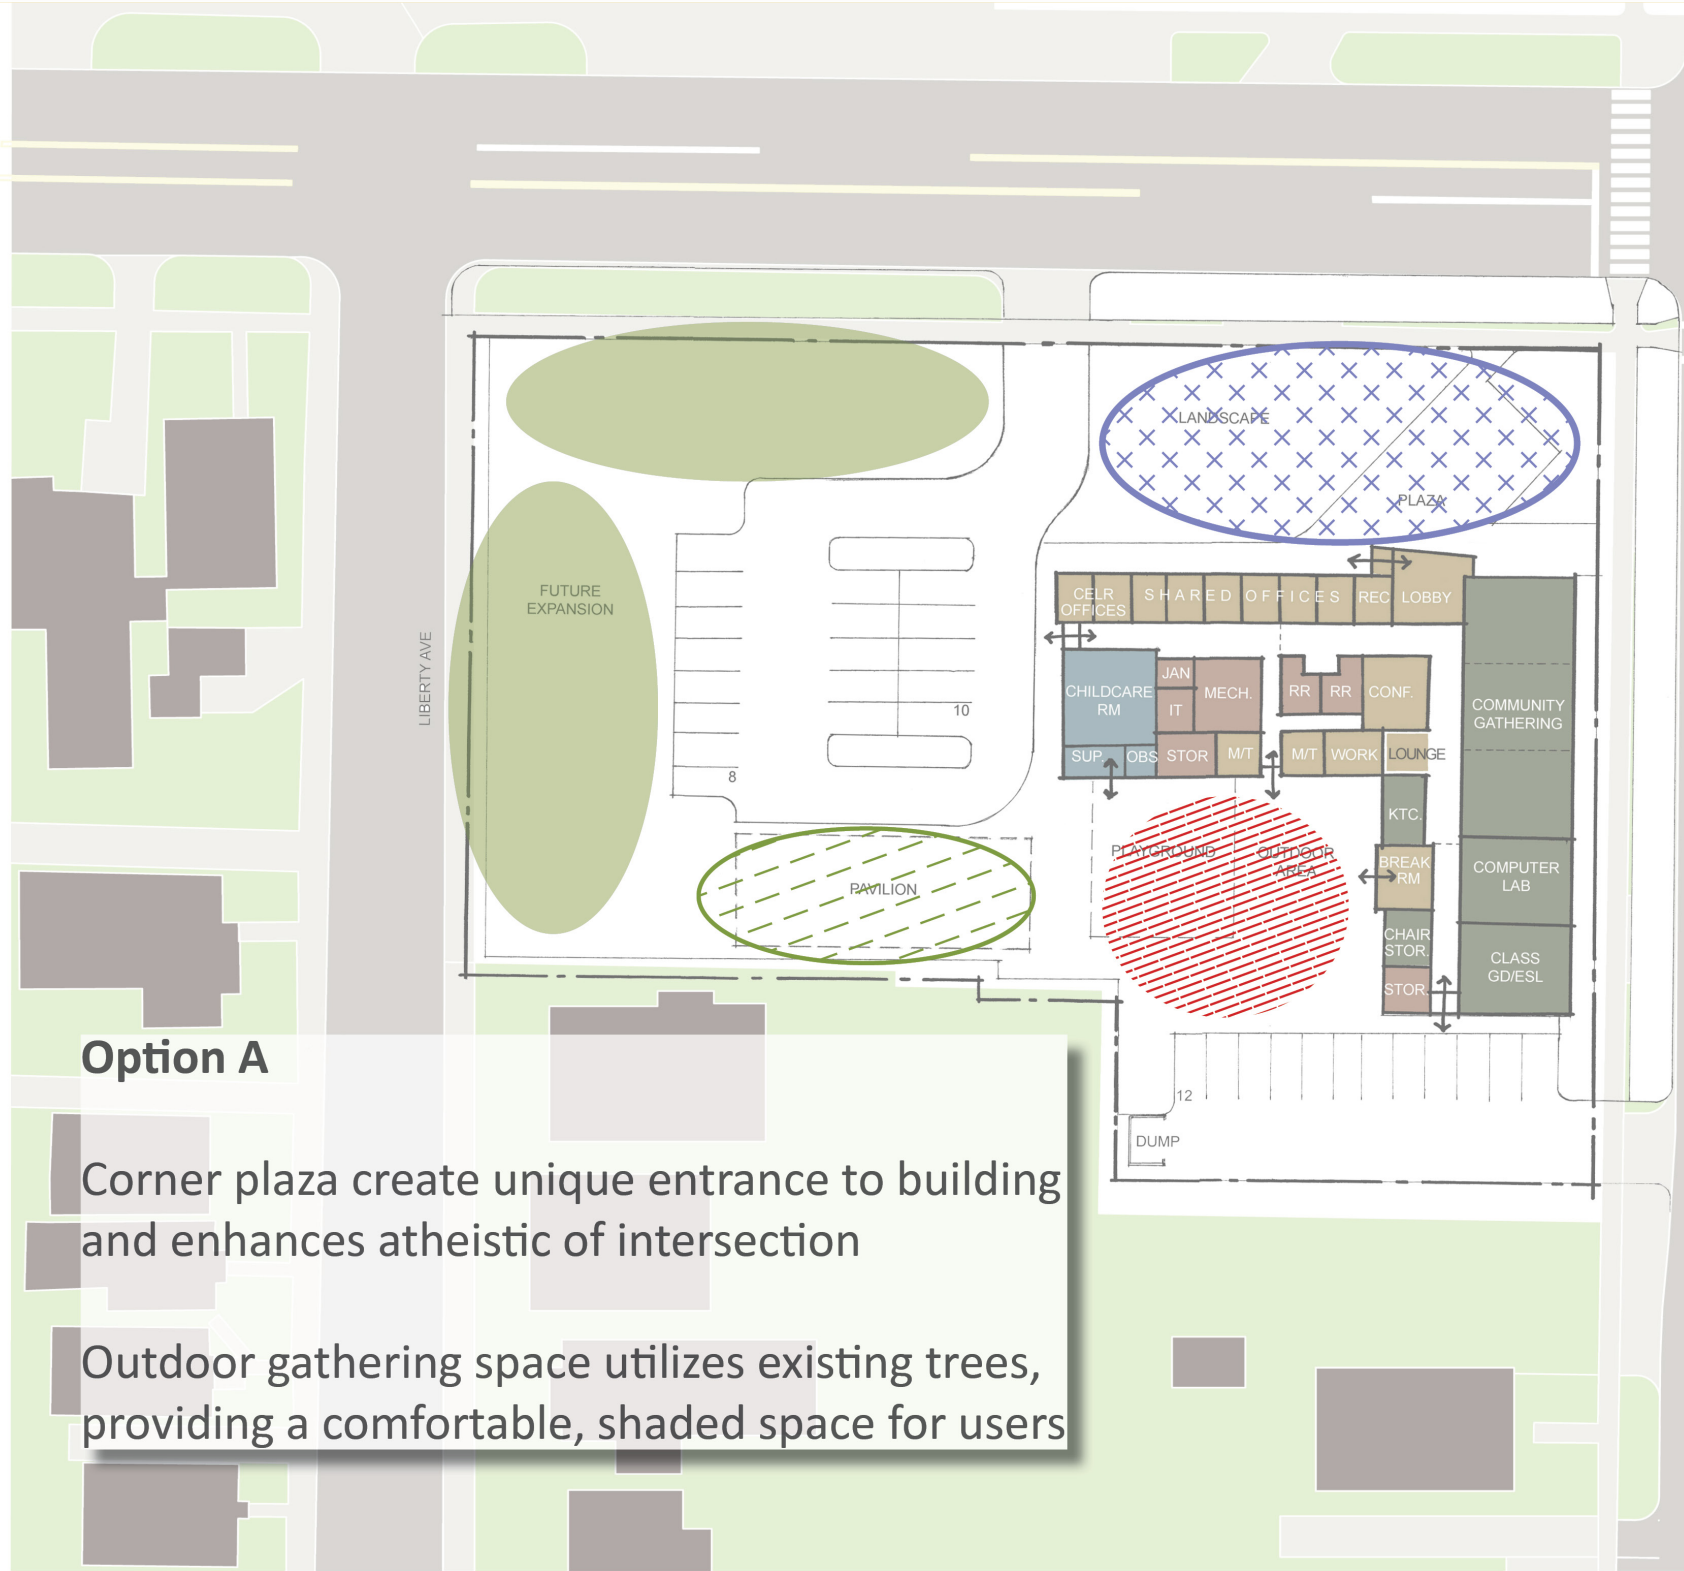 LANDSCAPE
PLAZA
FUTURE
EXPANSION
LIBERTY AVE
CELR
OFFICES
SHARED OFFICES
REC
LOBBY
CHILDCARE
RM
JAN
IT
MECH.
RR
RR
CONF.
COMMUNITY
GATHERING
SUP.
OBS
STOR
M/T
M/T
WORK
LOUNGE
10
8
KTC.
PLAYGROUND
OUTDOOR
AREA
BREAK
RM
COMPUTER
LAB
PAVILION
CHAIR
STOR.
CLASS
GD/ESL
STOR.
12
DUMP
Option A
Corner plaza create unique entrance to building
and enhances atheistic of intersection
Outdoor gathering space utilizes existing trees,
providing a comfortable, shaded space for users